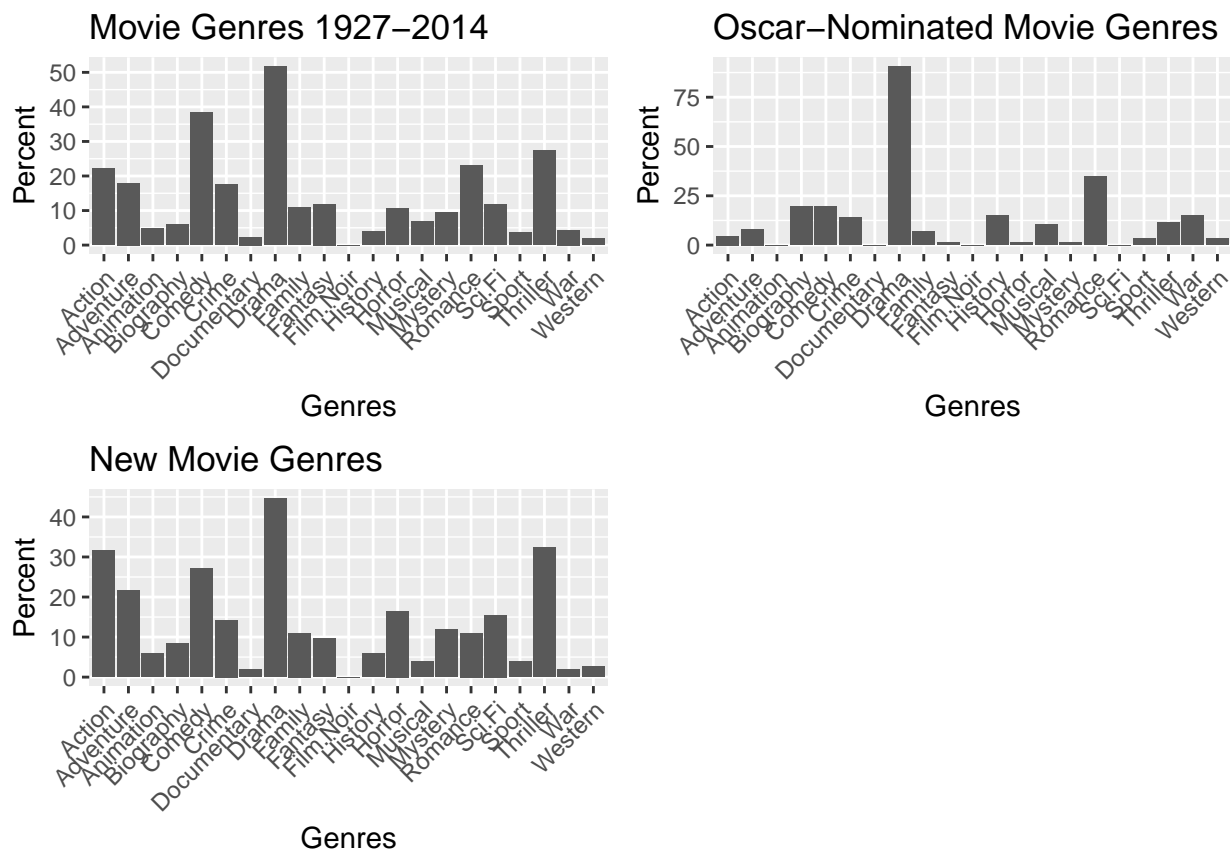 Movie Genres 1927–2014
Percent
50
40
30
20
10
0
Action
Adventure
Animation
Biography
Comedy
Crime
Documentary
Drama
Family
Fantasy
Film.Noir
History
Horror
Musical
Mystery
Romance
Sci.Fi
Sport
Thriller
War
Western
Genres
Oscar–Nominated Movie Genres
Percent
75
50
25
0
Action
Adventure
Animation
Biography
Comedy
Crime
Documentary
Drama
Family
Fantasy
Film.Noir
History
Horror
Musical
Mystery
Romance
Sci.Fi
Sport
Thriller
War
Western
Genres
New Movie Genres
Percent
40
30
20
10
0
Action
Adventure
Animation
Biography
Comedy
Crime
Documentary
Drama
Family
Fantasy
Film.Noir
History
Horror
Musical
Mystery
Romance
Sci.Fi
Sport
Thriller
War
Western
Genres